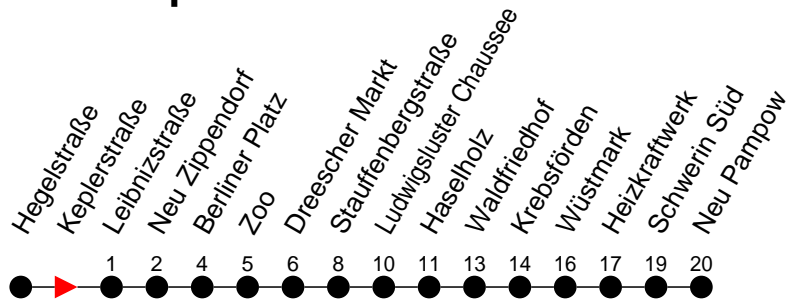 Hegelstraße
Keplerstraße
Leibnizstraße
Neu Zippendorf
Berliner Platz
Zoo
Dreescher Markt
Stauffenbergstraße
Ludwigsluster Chaussee
Haselholz
Waldfriedhof
Krebsförden
Wüstmark
Heizkraftwerk
Schwerin Süd
Neu Pampow
1 2 4 5 6 8 10 11 13 14 16 17 19 20